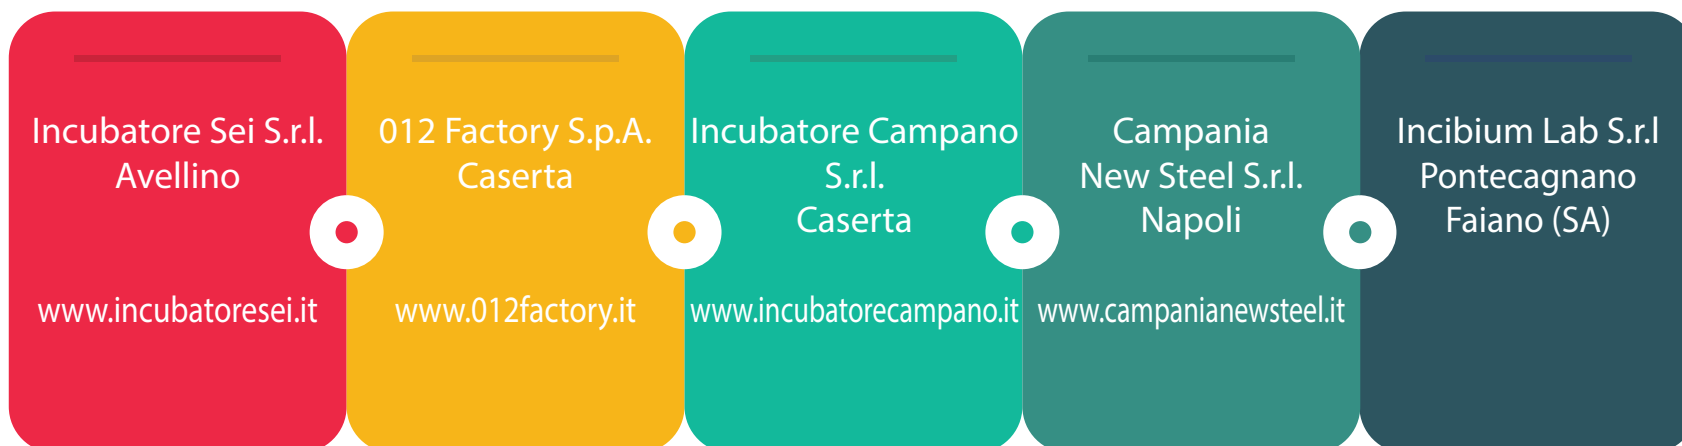 Incubatore Sei S.r.l.
Avellino
www.incubatoresei.it
012 Factory S.p.A.
Caserta
www.012factory.it
Incubatore Campano
S.r.l.
Caserta
www.incubatorecampano.it
Campania
New Steel S.r.l.
Napoli
www.campanianewsteel.it
Incibium Lab S.r.l
Pontecagnano
Faiano (SA)